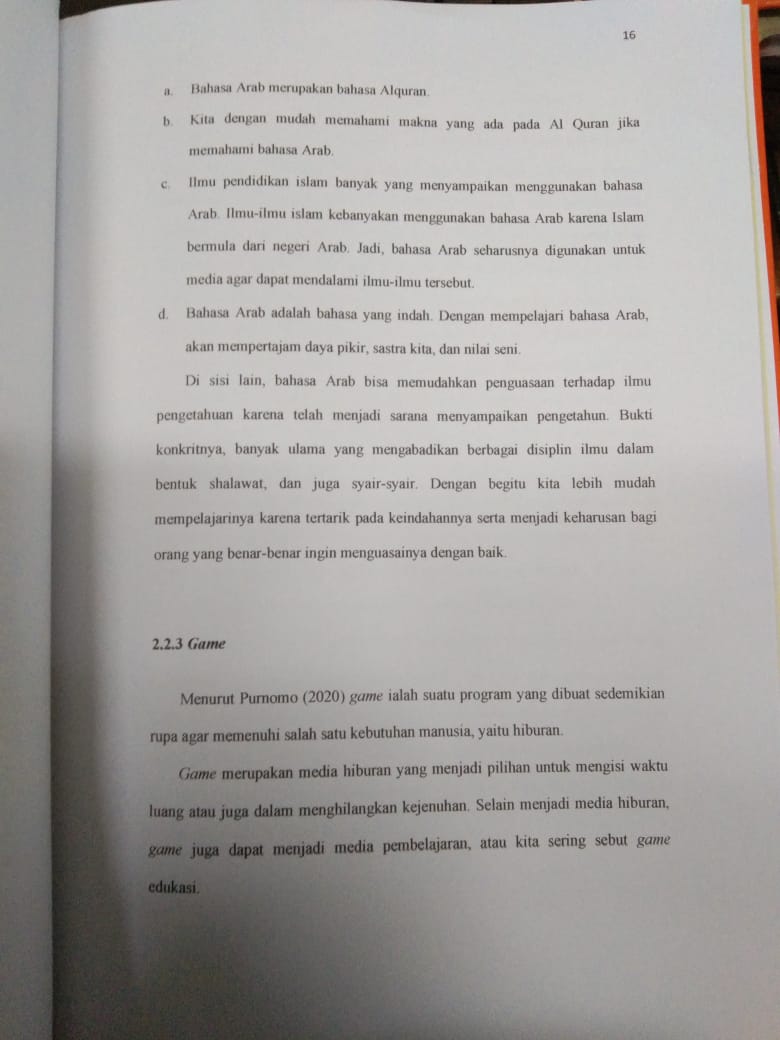 16
a. Bahasa Arab merupakan bahasa Alquran.
b. Kita dengan mudah memahami makna yang ada pada Al Quran jika
memahami bahasa Arab.
c. Ilmu pendidikan islam banyak yang menyampaikan menggunakan bahasa
Arab. Ilmu-ilmu islam kebanyakan menggunakan bahasa Arab karena Islam
bermula dari negeri Arab. Jadi, bahasa Arab seharusnya digunakan untuk
media agar dapat mendalami ilmu-ilmu tersebut.
d. Bahasa Arab adalah bahasa yang indah. Dengan mempelajari bahasa Arab,
akan mempertajam daya pikir, sastra kita, dan nilai seni.
Di sisi lain, bahasa Arab bisa memudahkan penguasaan terhadap ilmu
pengetahuan karena telah menjadi sarana menyampaikan pengetahun. Bukti
konkritnya, banyak ulama yang mengabadikan berbagai disiplin ilmu dalam
bentuk shalawat, dan juga syair-syair. Dengan begitu kita lebih mudah
mempelajarinya karena tertarik pada keindahannya serta menjadi keharusan bagi
orang yang benar-benar ingin menguasainya dengan baik.
2.2.3 Game
Menurut Purnomo (2020) game ialah suatu program yang dibuat sedemikian
rupa agar memenuhi salah satu kebutuhan manusia, yaitu hiburan.
Game merupakan media hiburan yang menjadi pilihan untuk mengisi waktu
luang atau juga dalam menghilangkan kejenuhan. Selain menjadi media hiburan,
game juga dapat menjadi media pembelajaran, atau kita sering sebut game
edukasi.